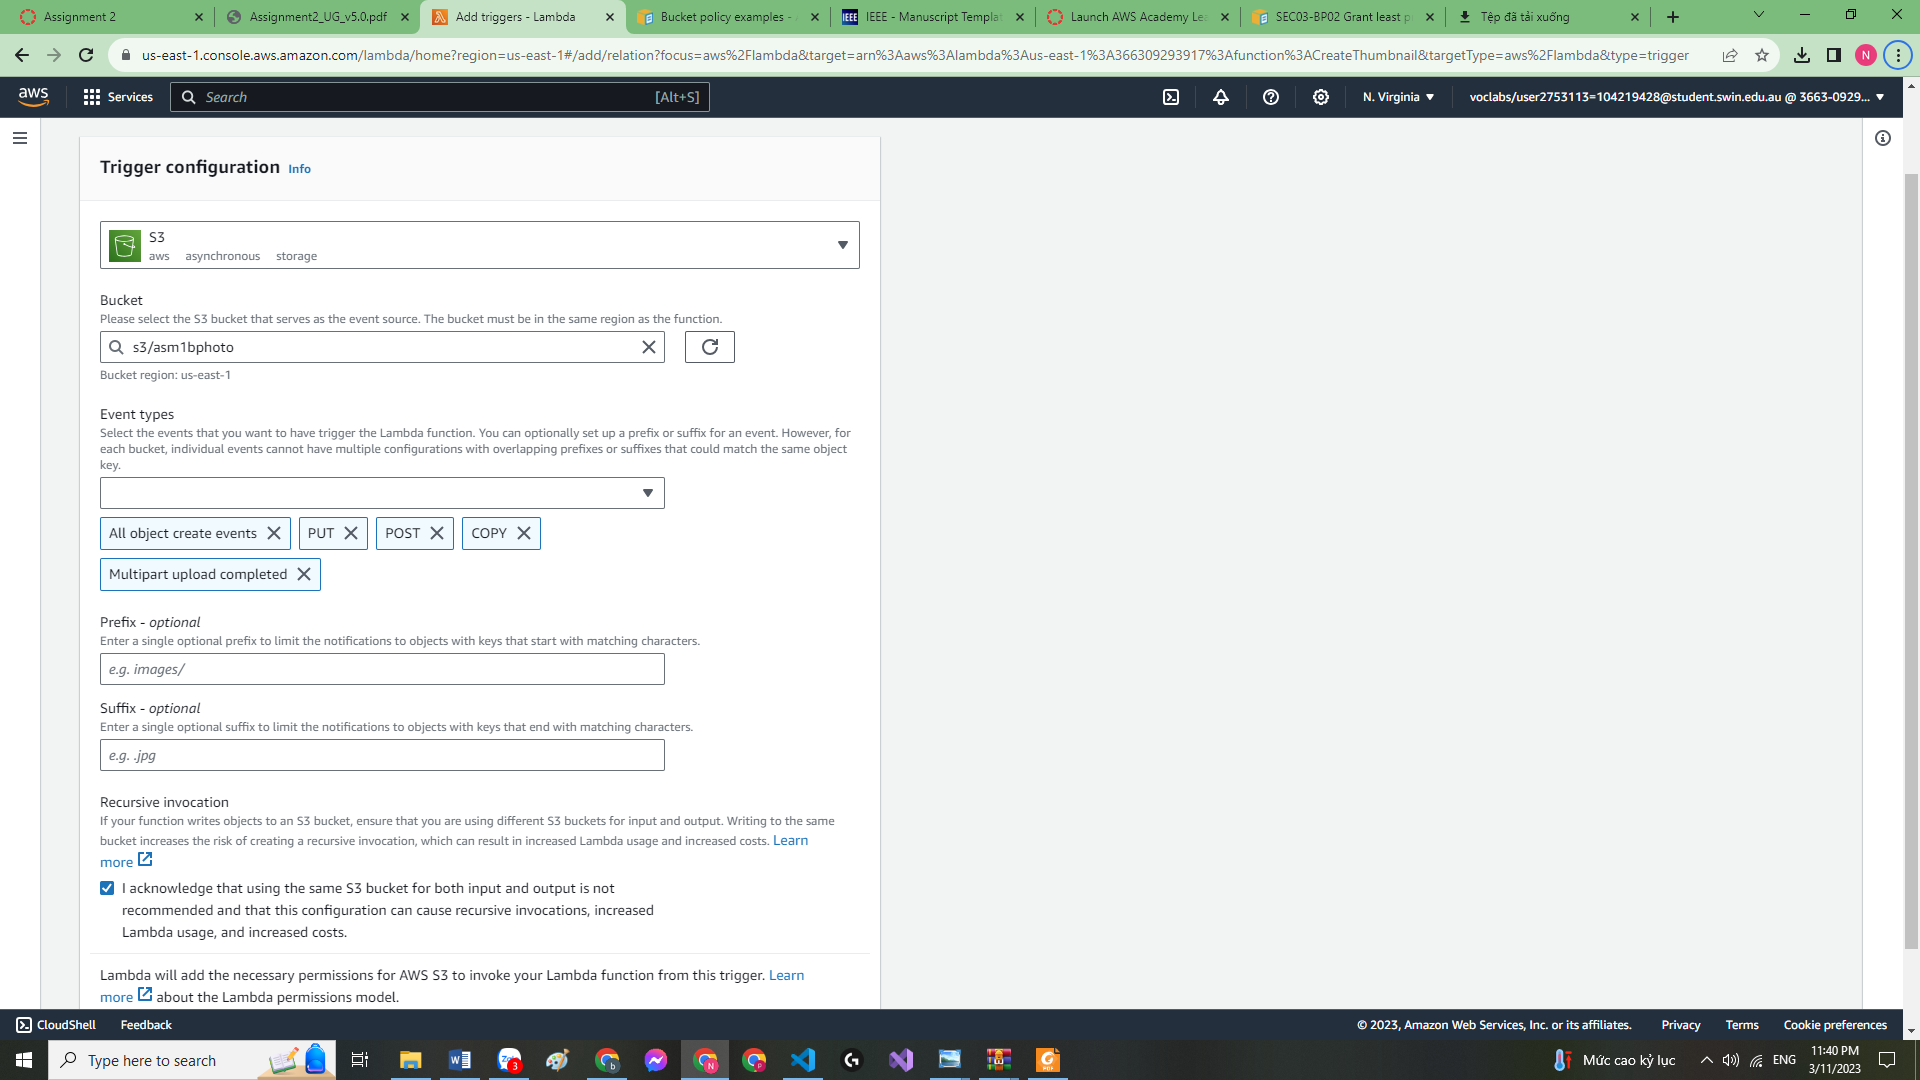 Assignment 2
Assignment2_UG_v5.0.pdf
Add triggers - Lambda
Bucket policy examples -
IEEE - Manuscript Templat
Launch AWS Academy Lea
SEC03-BP02 Grant least p
Tệp đã tải xuống
us-east-1.console.aws.amazon.com/lambda/home?region=us-east-1#/add/relation?focus=aws%2Flambda&target=arn%3Aaws%3Alambda%3Aus-east-1%3A366309293917%3Afunction%3ACreateThumbnail&targetType=aws%2Flambda&type=trigger
N
aws
Services
Search
[Alt+S]
N. Virginia
voclabs/user2753113=104219428@student.swin.edu.au @ 3663-0929...
Trigger configuration Info
S3
aws asynchronous storage
Bucket
Please select the S3 bucket that serves as the event source. The bucket must be in the same region as the function.
s3/asm1bphoto
Bucket region: us-east-1
Event types
Select the events that you want to have trigger the Lambda function. You can optionally set up a prefix or suffix for an event. However, for
each bucket, individual events cannot have multiple configurations with overlapping prefixes or suffixes that could match the same object
key.
All object create events PUT POST COPY
Multipart upload completed
Prefix - optional
Enter a single optional prefix to limit the notifications to objects with keys that start with matching characters.
e.g. images/
Suffix - optional
Enter a single optional suffix to limit the notifications to objects with keys that end with matching characters.
e.g. .jpg
Recursive invocation
If your function writes objects to an S3 bucket, ensure that you are using different S3 buckets for input and output. Writing to the same
bucket increases the risk of creating a recursive invocation, which can result in increased Lambda usage and increased costs. Learn
more
I acknowledge that using the same S3 bucket for both input and output is not
recommended and that this configuration can cause recursive invocations, increased
Lambda usage, and increased costs.
Lambda will add the necessary permissions for AWS S3 to invoke your Lambda function from this trigger. Learn
more about the Lambda permissions model.
CloudShell Feedback
© 2023, Amazon Web Services, Inc. or its affiliates. Privacy Terms Cookie preferences
Type here to search
3
Mức cao kỷ lục
ENG
11:40 PM
3/11/2023